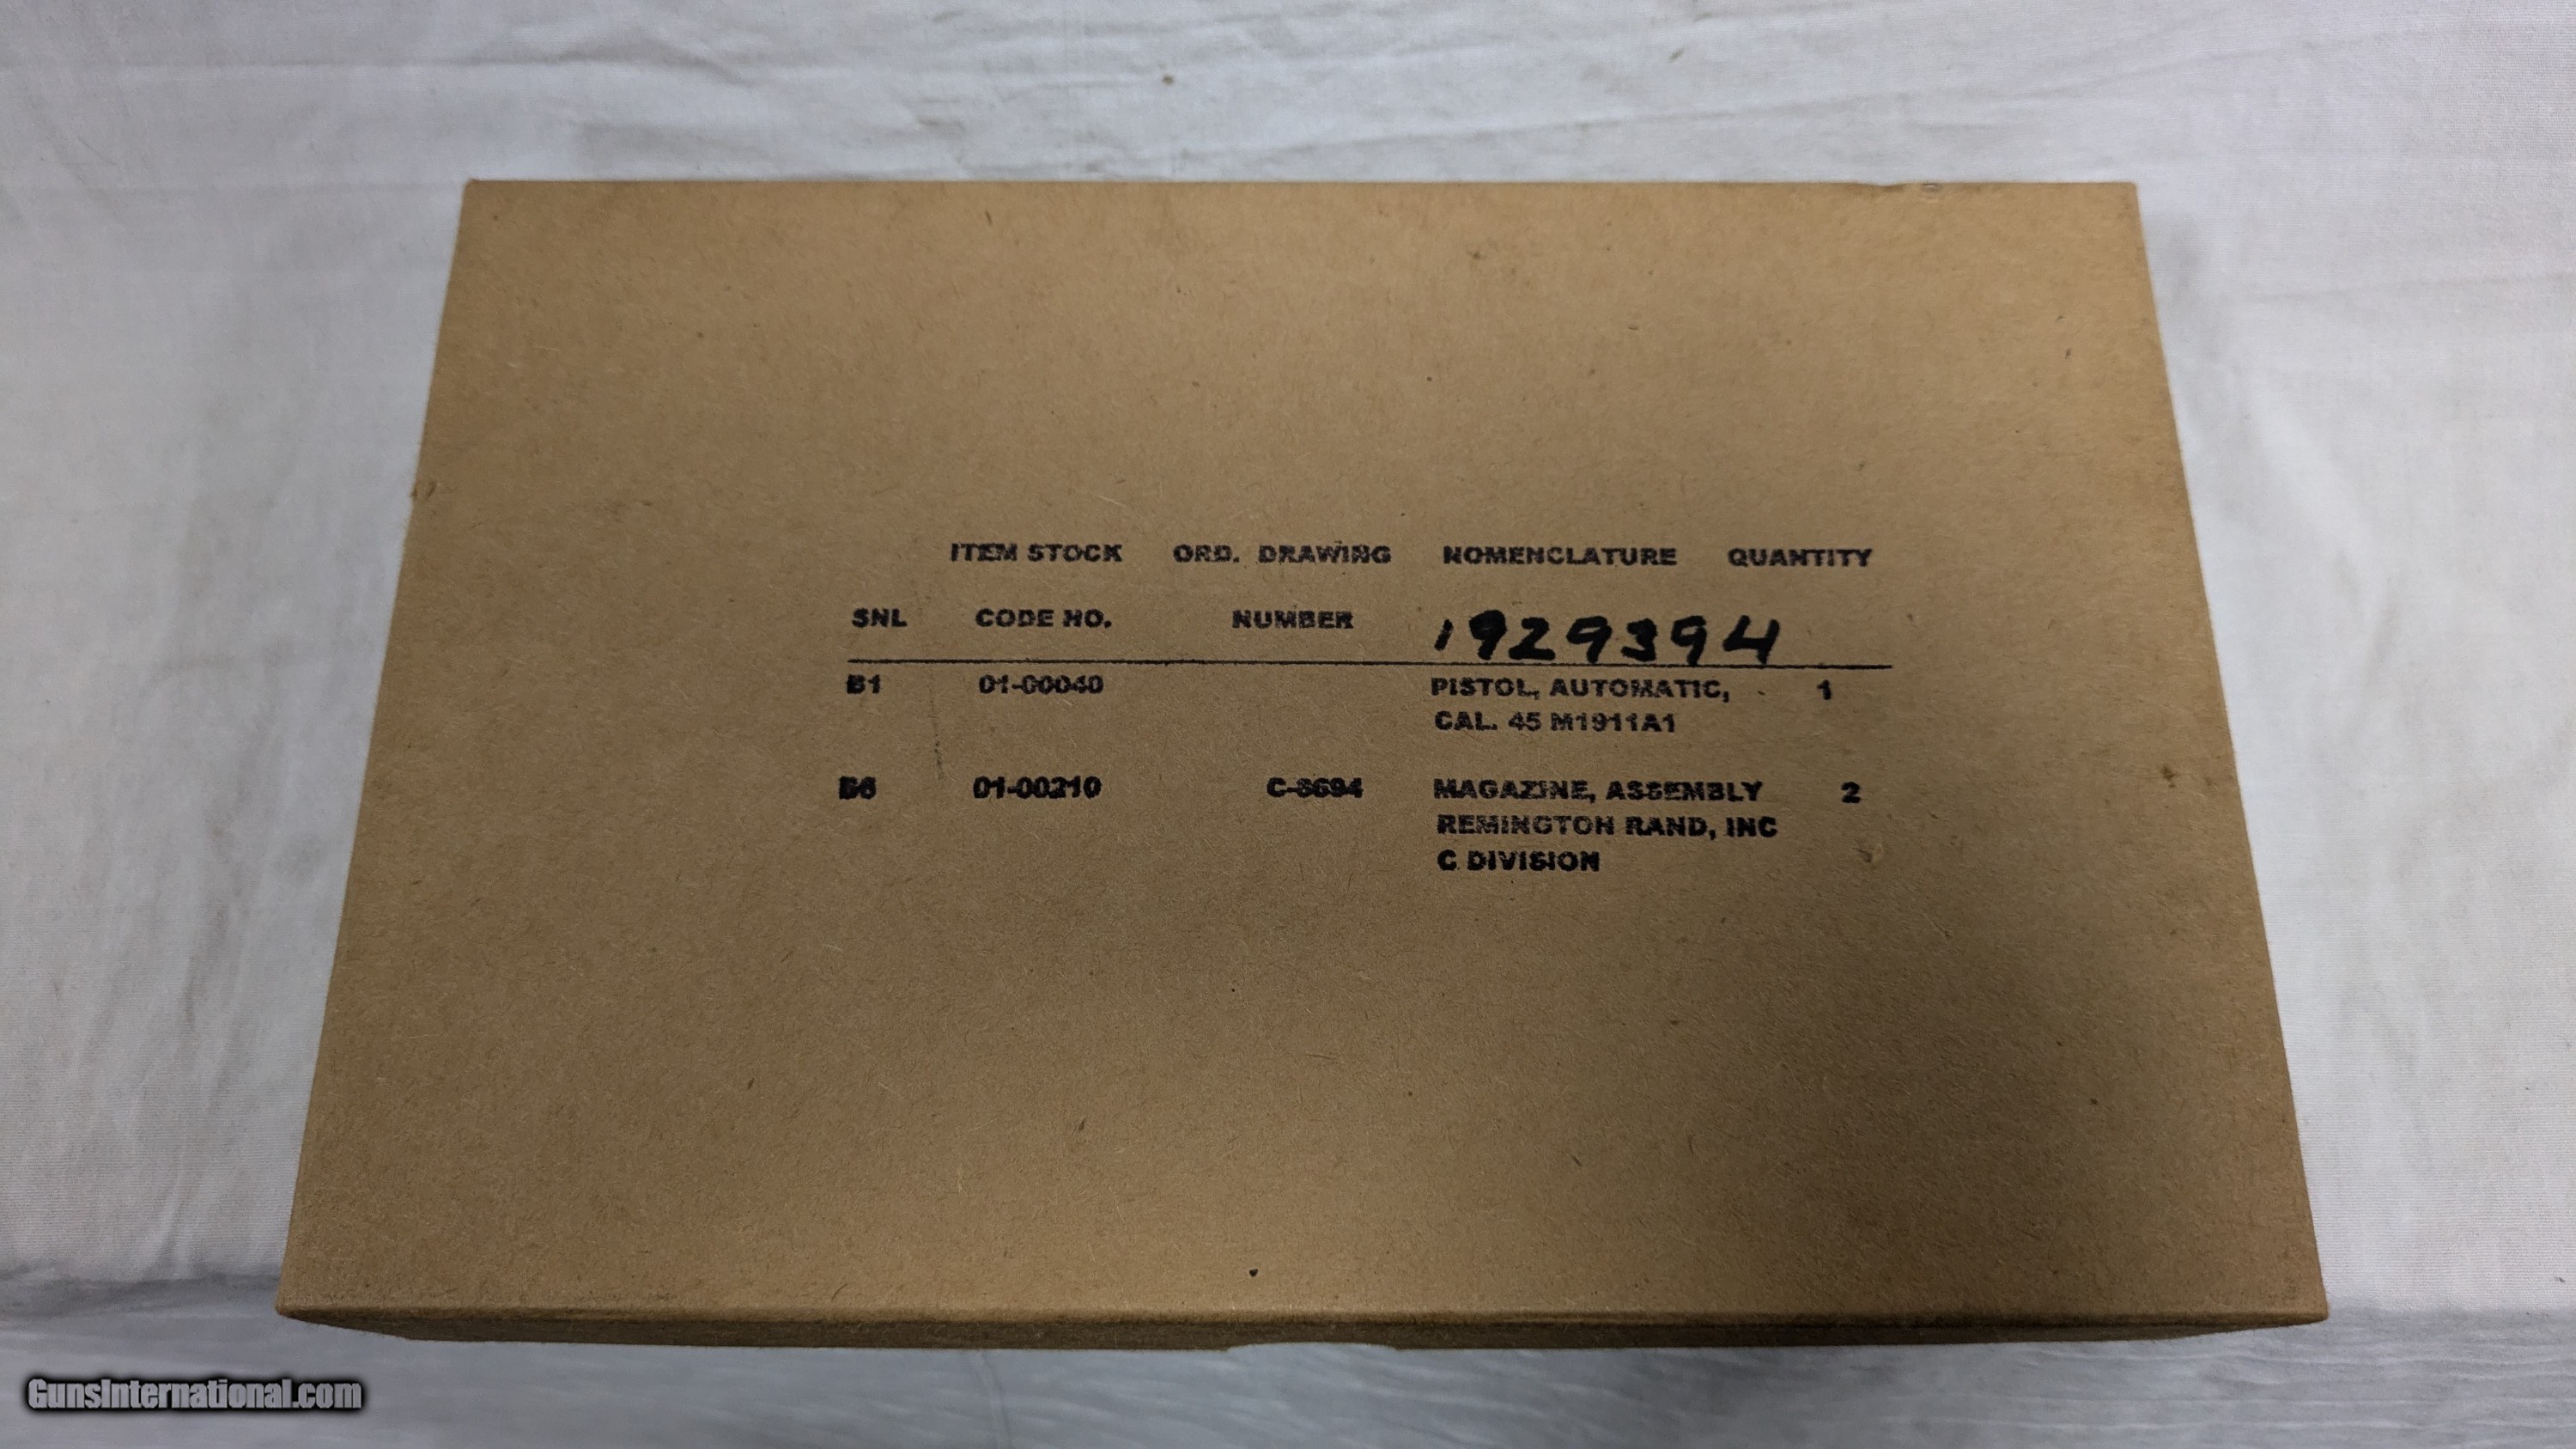 ITEM STOCK ORD. DRAWING NOMENCLATURE QUANTITY
SNL CODE NO. NUMBER 1929394
B1 01-00040 PISTOL, AUTOMATIC, 1
CAL. 45 M1911A1
B6 01-00210 C-8694 MAGAZINE, ASSEMBLY 2
REMINGTON RAND, INC
C DIVISION
GunsInternational.com